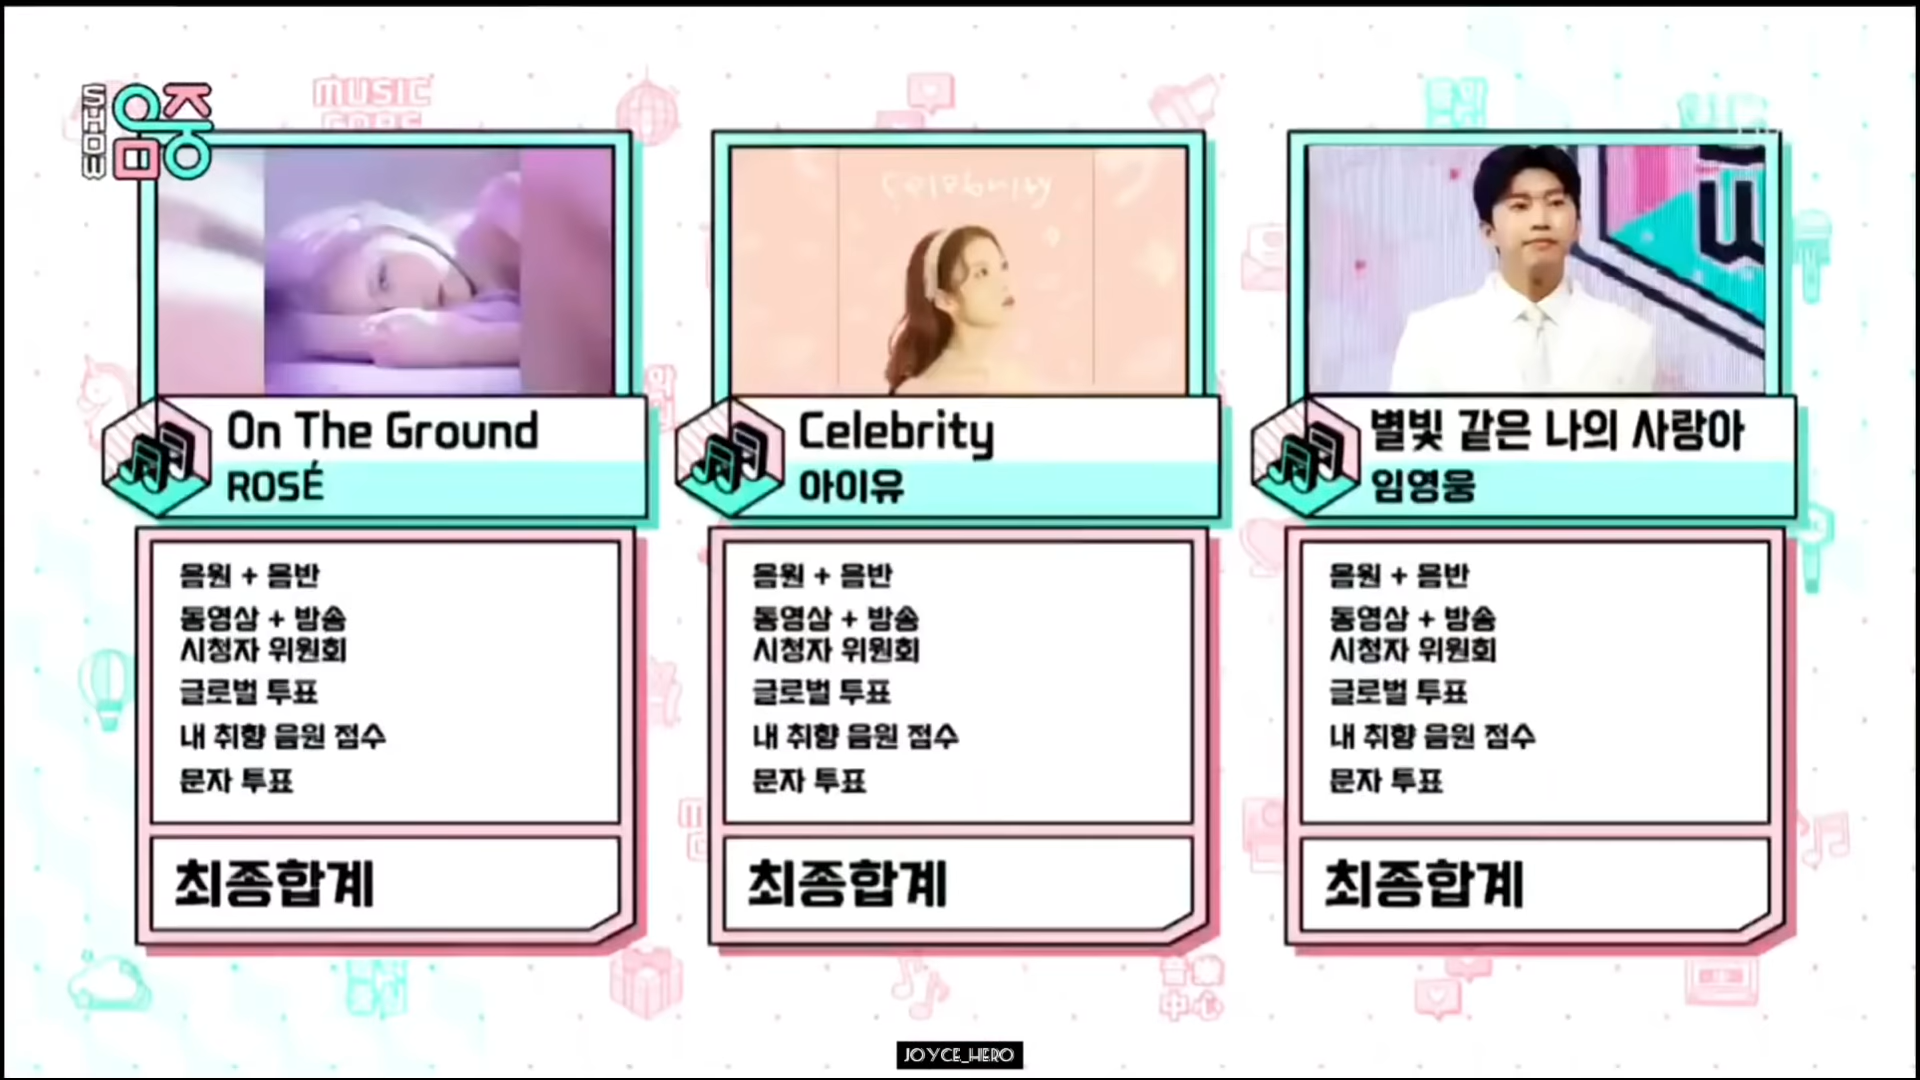 SHOW
음중
MUSIC
CORE
Celebrity
On The Ground
ROSÉ
음원 + 음반
동영상 + 방송
시청자 위원회
글로벌 투표
내 취향 음원 점수
문자 투표
최종합계
Celebrity
아이유
음원 + 음반
동영상 + 방송
시청자 위원회
글로벌 투표
내 취향 음원 점수
문자 투표
최종합계
별빛 같은 나의 사랑아
임영웅
음원 + 음반
동영상 + 방송
시청자 위원회
글로벌 투표
내 취향 음원 점수
문자 투표
최종합계
JOYCE_HERO